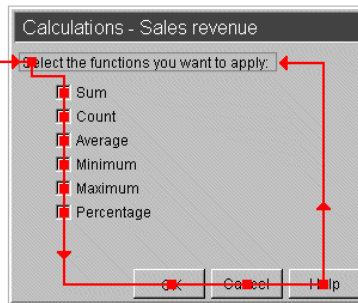 Calculations - Sales revenue
Select the functions you want to apply:
Sum
Count
Average
Minimum
Maximum
Percentage
OK Cancel Help